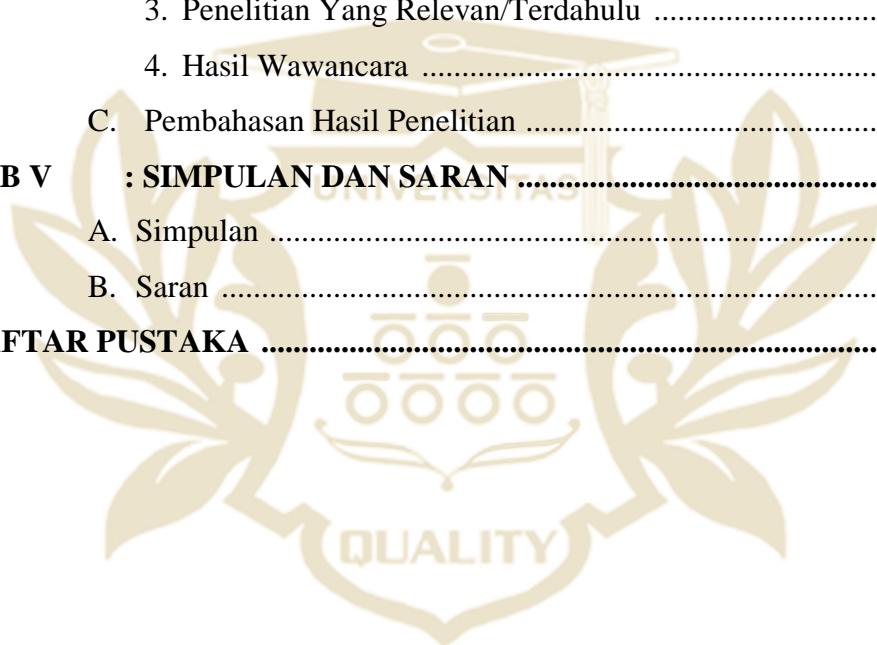 3. Penelitian Yang Relevan/Terdahulu ............................
4. Hasil Wawancara .........................................................
C. Pembahasan Hasil Penelitian ............................................
B V : SIMPULAN DAN SARAN .............................................
UNIVERSITAS
A. Simpulan ............................................................................
B. Saran ..................................................................................
FTAR PUSTAKA .............................................................................
QUALITY